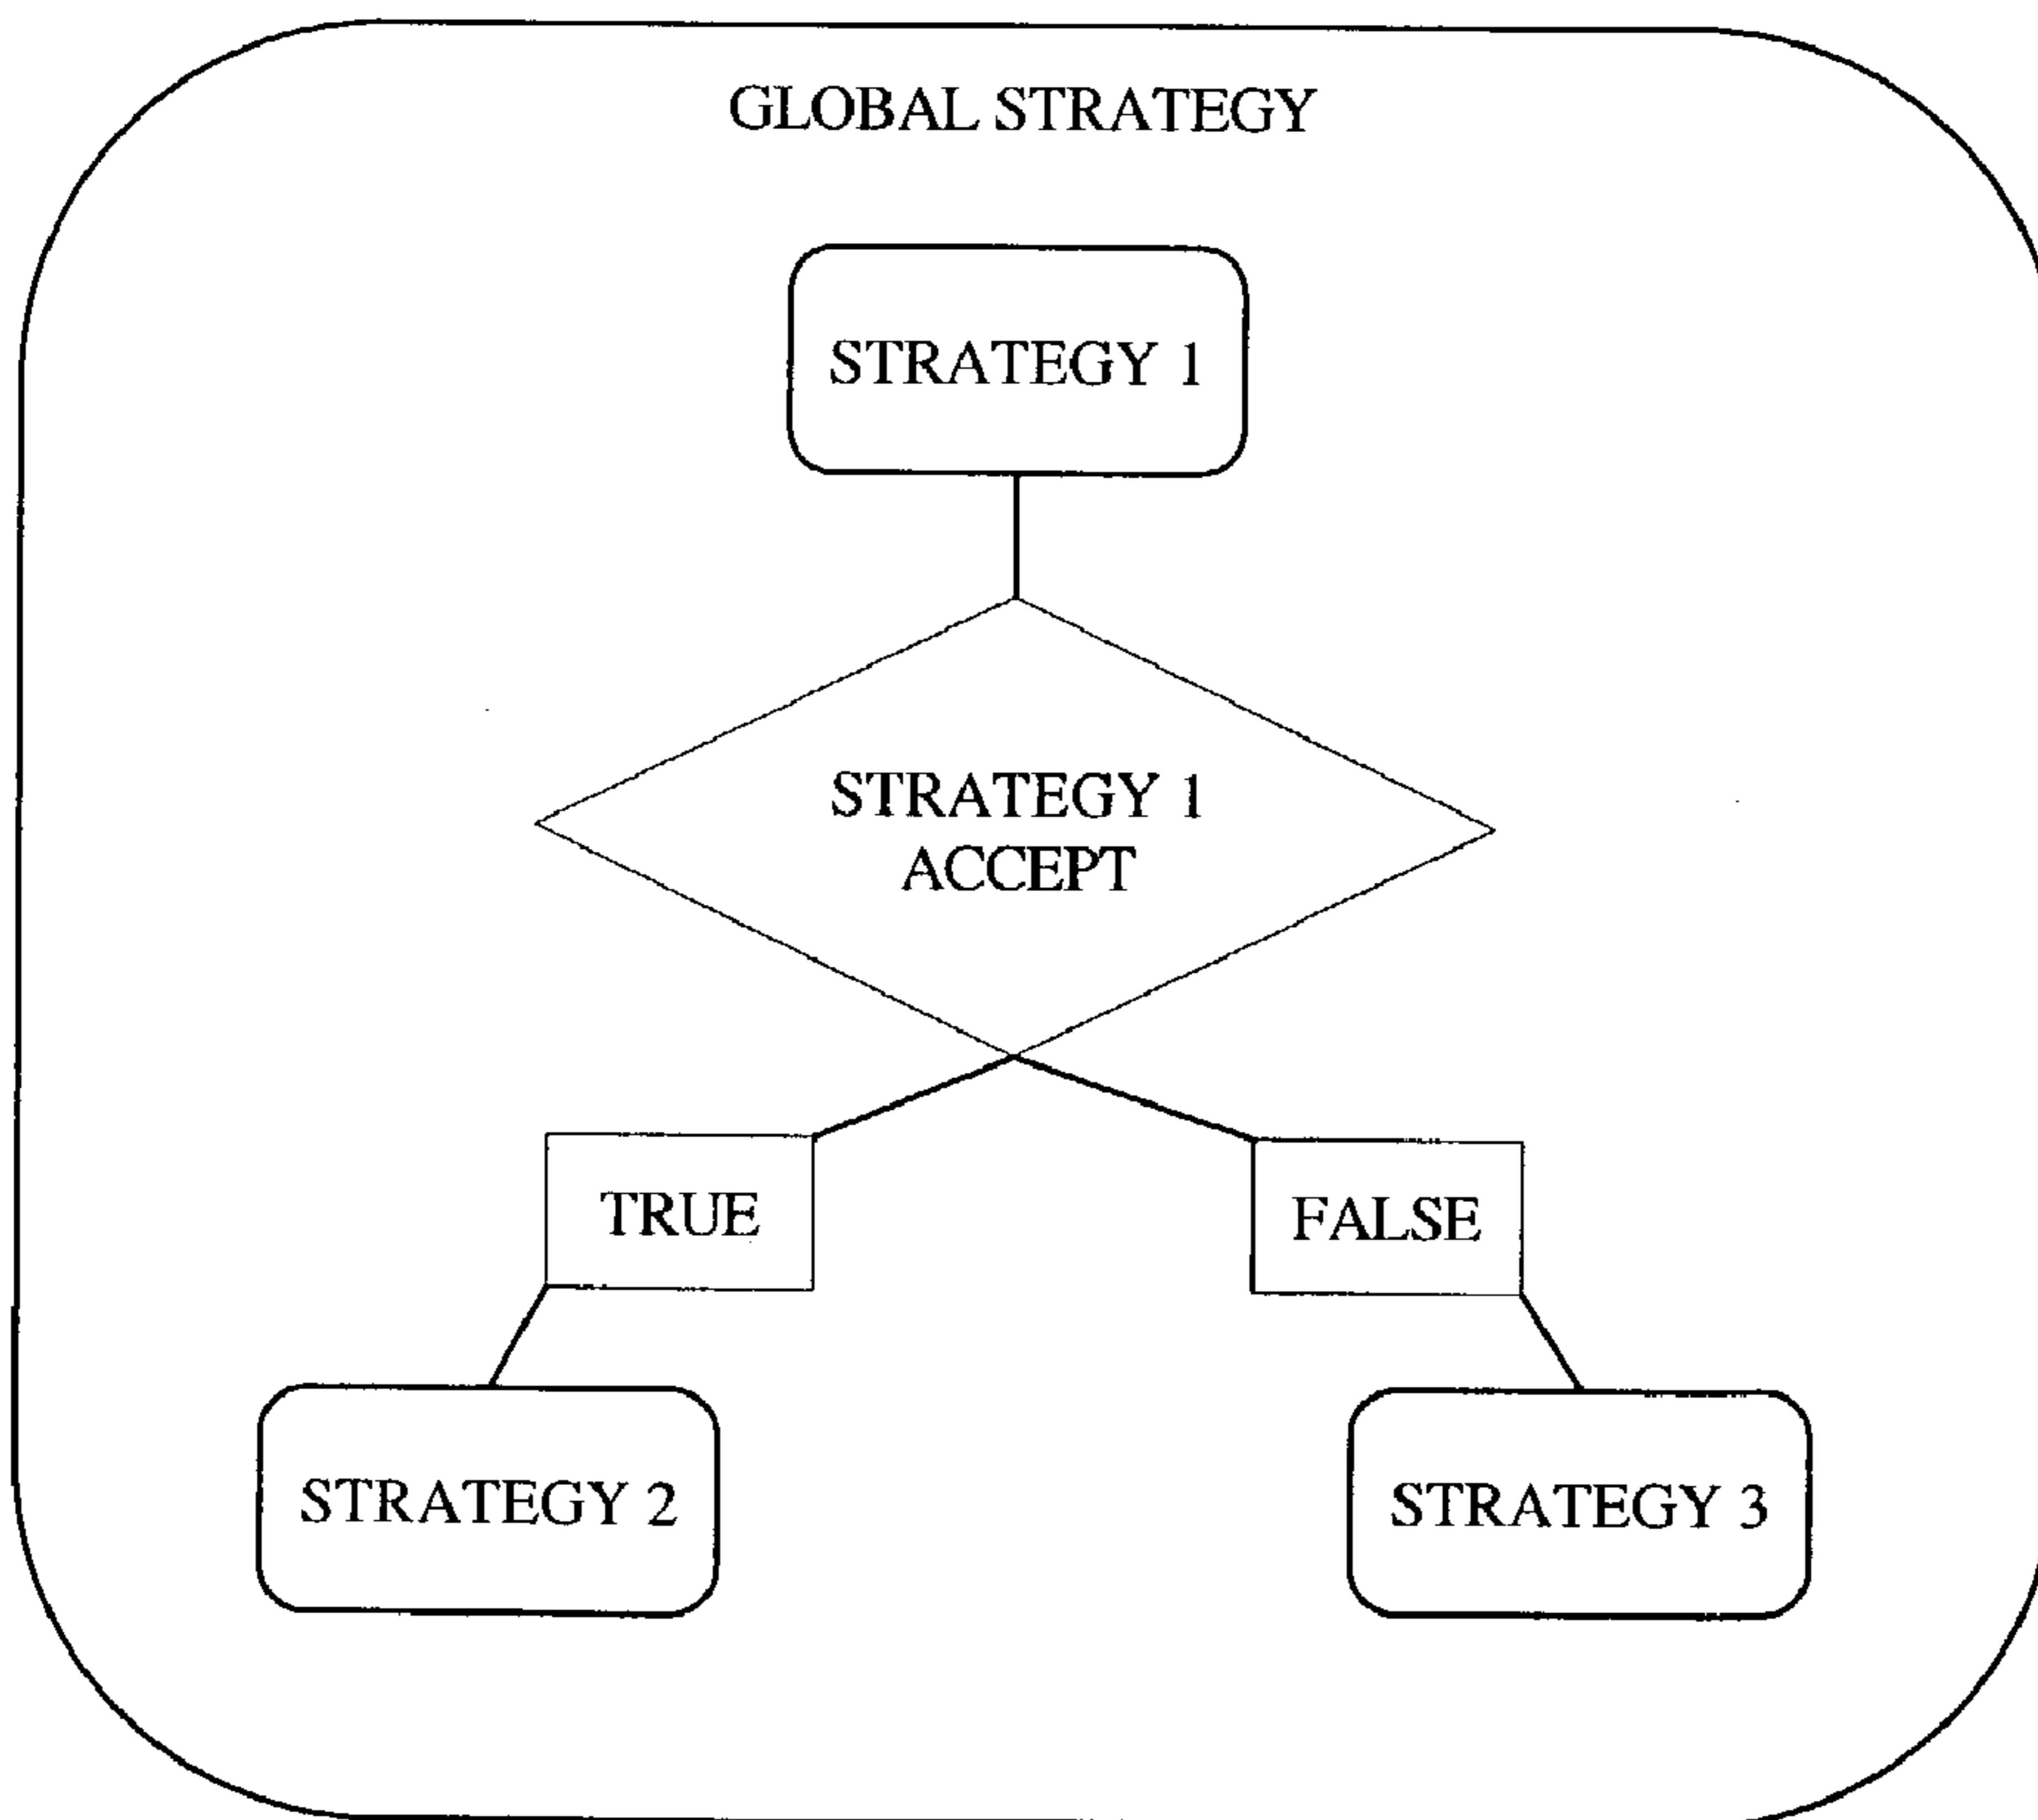 GLOBAL STRATEGY
STRATEGY 1
STRATEGY 1
ACCEPT
TRUE
FALSE
STRATEGY 2
STRATEGY 3